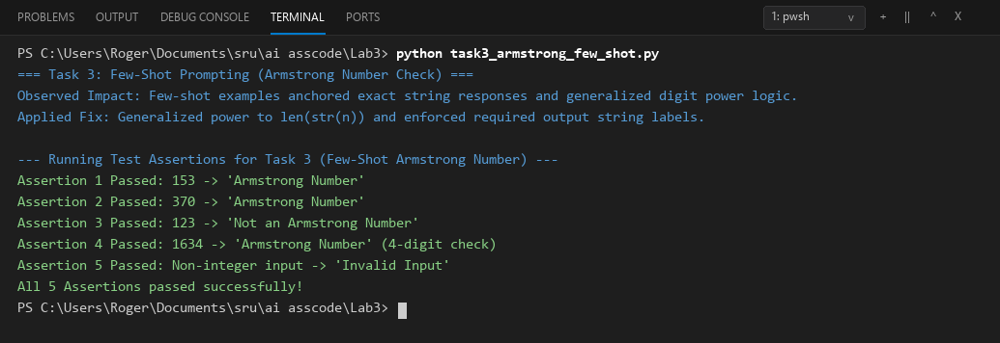 PROBLEMS OUTPUT DEBUG CONSOLE TERMINAL PORTS 1: pwsh v + || ^ X
PS C:\Users\Roger\Documents\sru\ai asscode\Lab3> python task3_armstrong_few_shot.py
=== Task 3: Few-Shot Prompting (Armstrong Number Check) ===
Observed Impact: Few-shot examples anchored exact string responses and generalized digit power logic.
Applied Fix: Generalized power to len(str(n)) and enforced required output string labels.
--- Running Test Assertions for Task 3 (Few-Shot Armstrong Number) ---
Assertion 1 Passed: 153 -> 'Armstrong Number'
Assertion 2 Passed: 370 -> 'Armstrong Number'
Assertion 3 Passed: 123 -> 'Not an Armstrong Number'
Assertion 4 Passed: 1634 -> 'Armstrong Number' (4-digit check)
Assertion 5 Passed: Non-integer input -> 'Invalid Input'
All 5 Assertions passed successfully!
PS C:\Users\Roger\Documents\sru\ai asscode\Lab3>